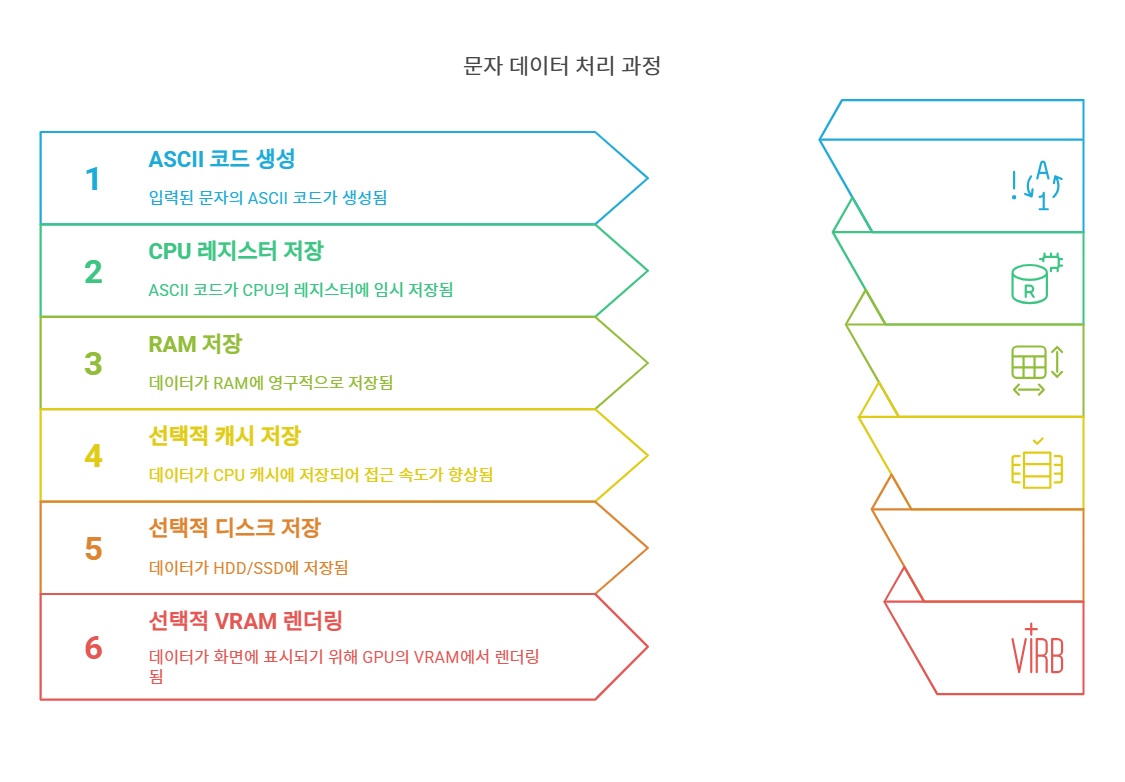 문자 데이터 처리 과정
1
ASCII 코드 생성
입력된 문자의 ASCII 코드가 생성됨
2
CPU 레지스터 저장
ASCII 코드가 CPU의 레지스터에 임시 저장됨
3
RAM 저장
데이터가 RAM에 영구적으로 저장됨
4
선택적 캐시 저장
데이터가 CPU 캐시에 저장되어 접근 속도가 향상됨
5
선택적 디스크 저장
데이터가 HDD/SSD에 저장됨
6
선택적 VRAM 렌더링
데이터가 화면에 표시되기 위해 GPU의 VRAM에서 렌더링
됨
! A
1
R
VIRB